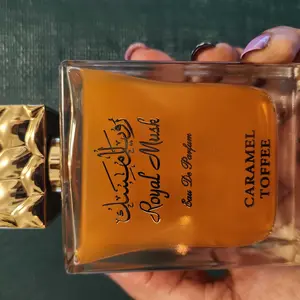 Royal Musk
Eau De Parfum
CARAMEL
TOFFEE